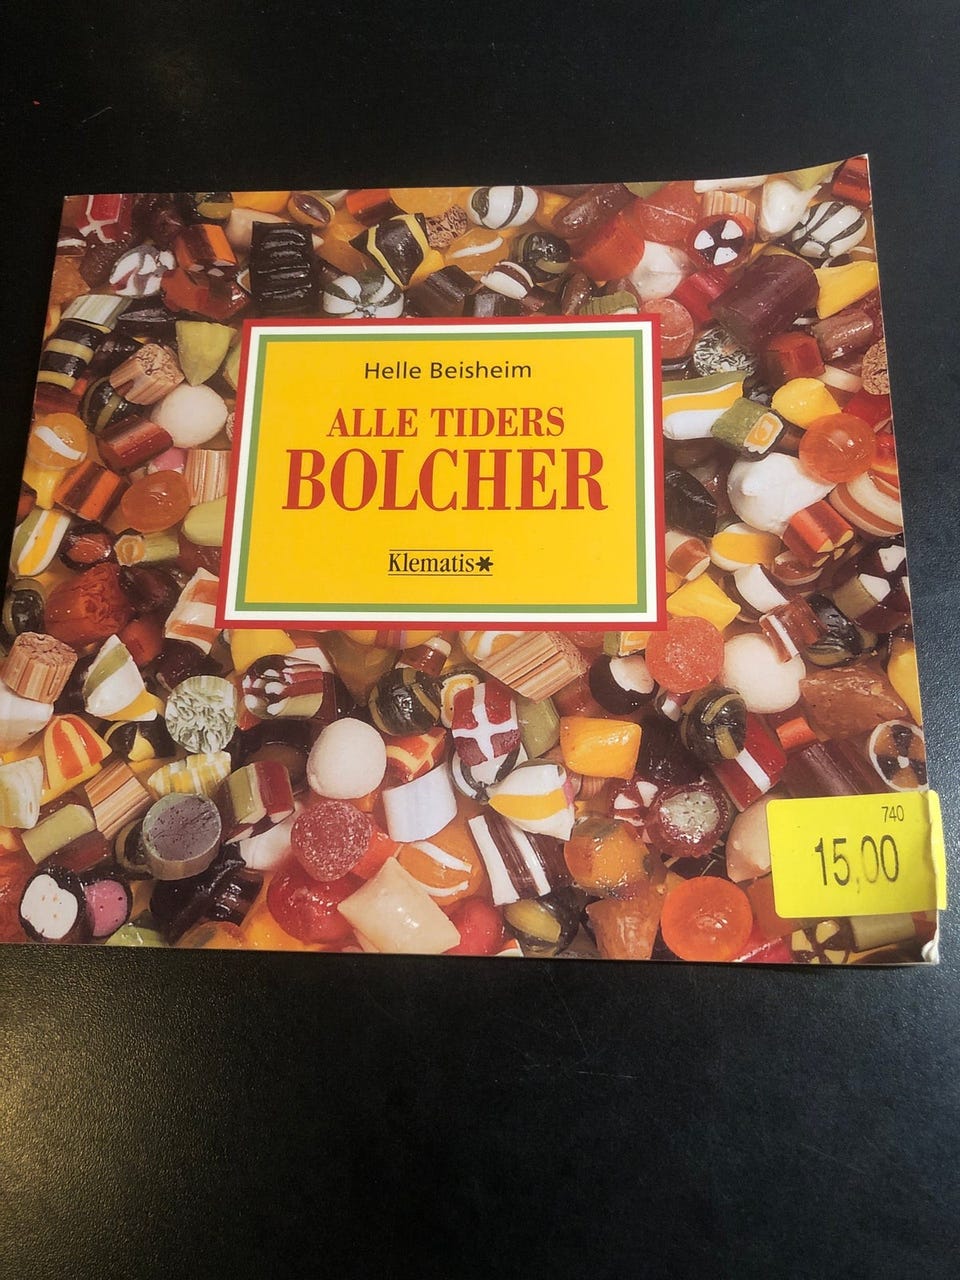 Helle Beisheim
ALLE TIDERS
BOLCHER
Klematis
740
15,00